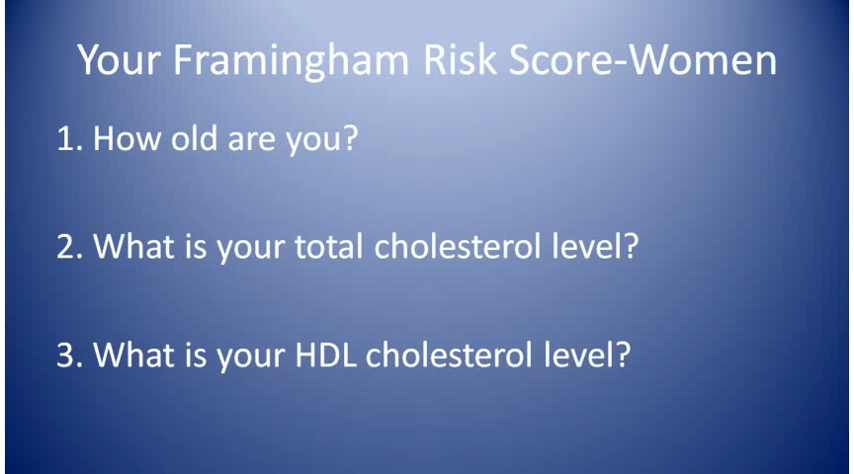 Your Framingham Risk Score-Women
1. How old are you?
2. What is your total cholesterol level?
3. What is your HDL cholesterol level?